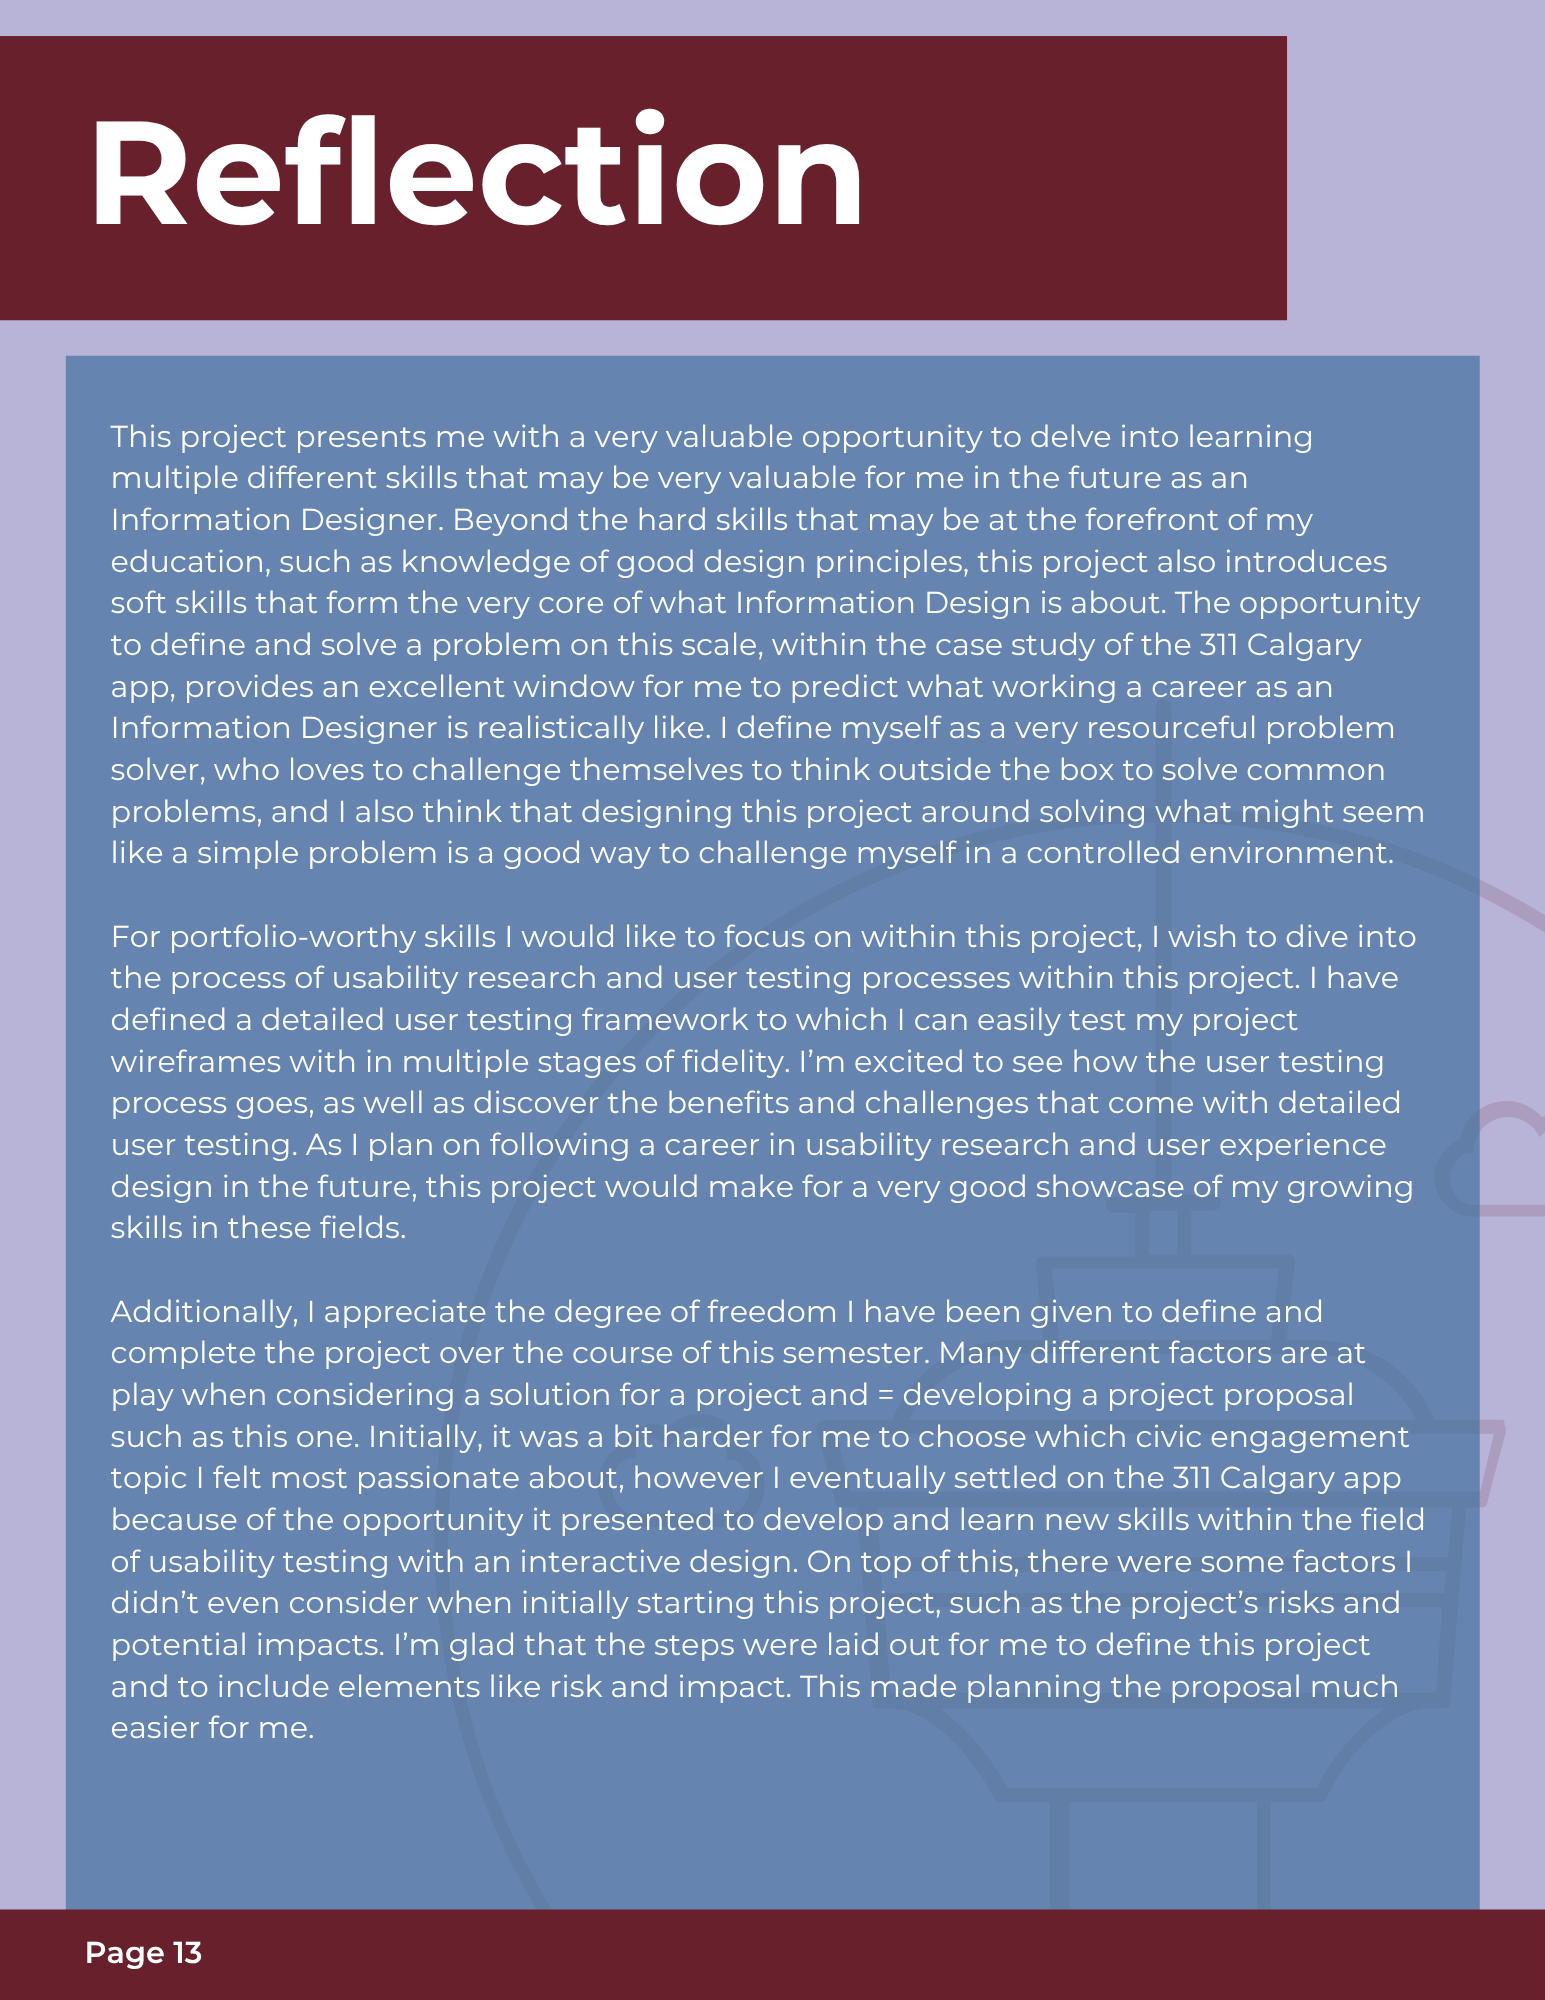 Reflection
This project presents me with a very valuable opportunity to delve into learning
multiple different skills that may be very valuable for me in the future as an
Information Designer. Beyond the hard skills that may be at the forefront of my
education, such as knowledge of good design principles, this project also introduces
soft skills that form the very core of what Information Design is about. The opportunity
to define and solve a problem on this scale, within the case study of the 311 Calgary
app, provides an excellent window for me to predict what working a career as an
Information Designer is realistically like. I define myself as a very resourceful problem
solver, who loves to challenge themselves to think outside the box to solve common
problems, and I also think that designing this project around solving what might seem
like a simple problem is a good way to challenge myself in a controlled environment.
For portfolio-worthy skills I would like to focus on within this project, I wish to dive into
the process of usability research and user testing processes within this project. I have
defined a detailed user testing framework to which I can easily test my project
wireframes with in multiple stages of fidelity. I’m excited to see how the user testing
process goes, as well as discover the benefits and challenges that come with detailed
user testing. As I plan on following a career in usability research and user experience
design in the future, this project would make for a very good showcase of my growing
skills in these fields.
Additionally, I appreciate the degree of freedom I have been given to define and
complete the project over the course of this semester. Many different factors are at
play when considering a solution for a project and = developing a project proposal
such as this one. Initially, it was a bit harder for me to choose which civic engagement
topic I felt most passionate about, however I eventually settled on the 311 Calgary app
because of the opportunity it presented to develop and learn new skills within the field
of usability testing with an interactive design. On top of this, there were some factors I
didn’t even consider when initially starting this project, such as the project’s risks and
potential impacts. I’m glad that the steps were laid out for me to define this project
and to include elements like risk and impact. This made planning the proposal much
easier for me.
Page 13